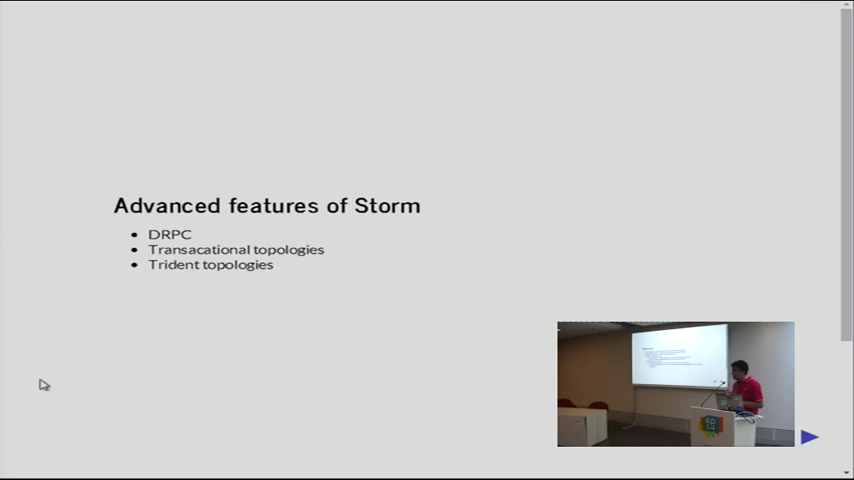 Advanced features of Storm
DRPC
Transacational topologies
Trident topologies